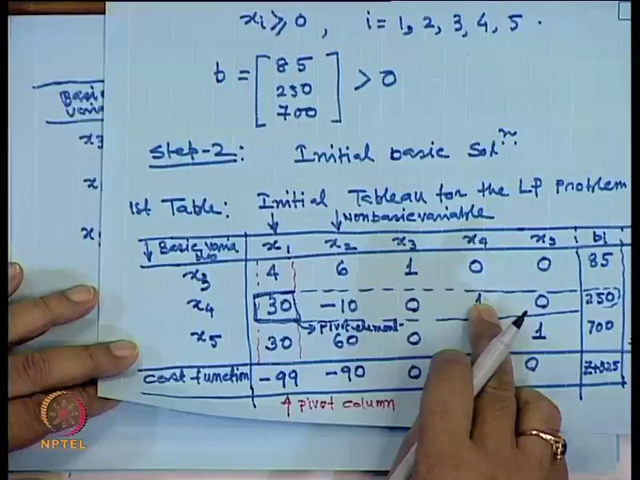 xi ≥ 0 , i = 1, 2, 3, 4, 5 .
b = [ 85
250
700 ] > 0
Step-2: Initial basic Solⁿ.
1st Table: Initial Tableau for the LP Problem
↓ nonbasic variable
↓ Basic varia x1 x2 x3 x4 x5 bi
x3 4 6 1 0 0 85
x4 30 -10 0 1 0 250
→ Pivot element
x5 30 60 0 1 700
cost function -99 -90 0 0
↑ pivot column
NPTEL